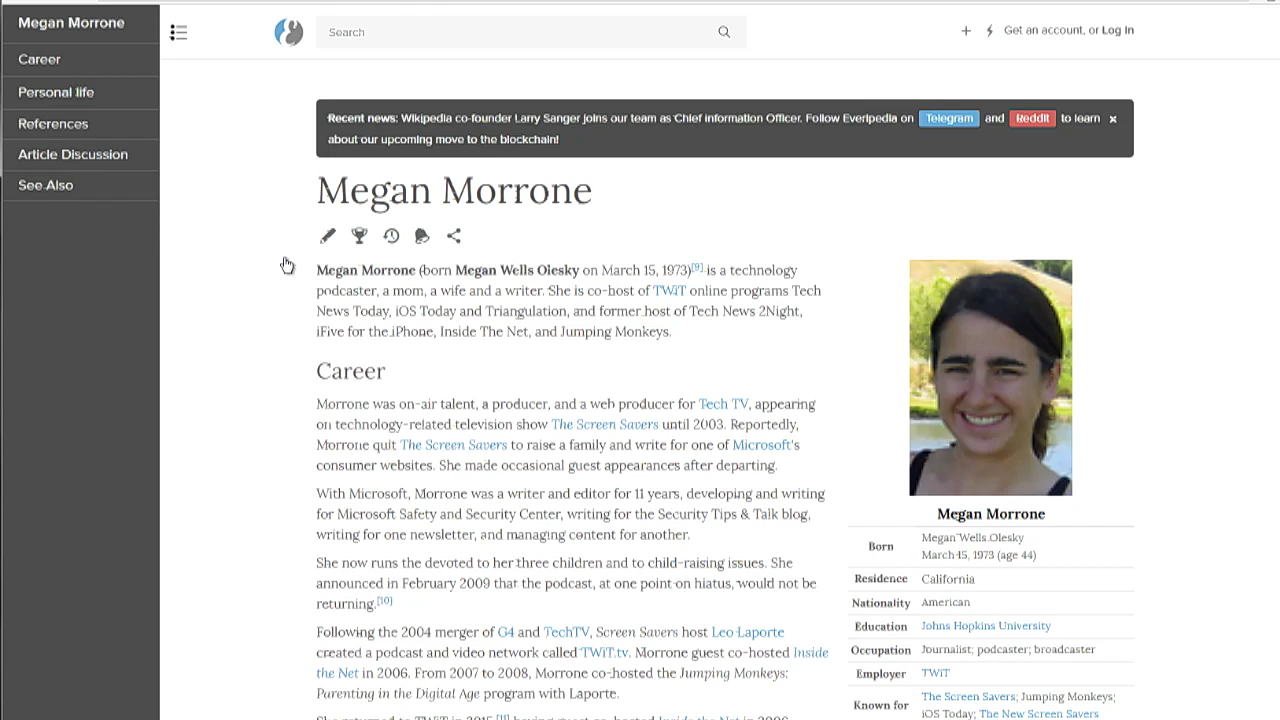 Megan Morrone
Career
Personal life
References
Article Discussion
See Also
Search
Get an account, or Log In
Recent news: Wikipedia co-founder Larry Sanger joins our team as Chief Information Officer. Follow Everipedia on Telegram and Reddit to learn
about our upcoming move to the blockchain!
Megan Morrone
Megan Morrone (born Megan Wells Olesky on March 15, 1973)[9] is a technology
podcaster, a mom, a wife and a writer. She is co-host of TWiT online programs Tech
News Today, iOS Today and Triangulation, and former host of Tech News 2Night,
iFive for the iPhone, Inside The Net, and Jumping Monkeys.
Career
Morrone was on-air talent, a producer, and a web producer for Tech TV, appearing
on technology-related television show The Screen Savers until 2003. Reportedly,
Morrone quit The Screen Savers to raise a family and write for one of Microsoft's
consumer websites. She made occasional guest appearances after departing.
With Microsoft, Morrone was a writer and editor for 11 years, developing and writing
for Microsoft Safety and Security Center, writing for the Security Tips & Talk blog,
writing for one newsletter, and managing content for another.
She now runs the devoted to her three children and to child-raising issues. She
announced in February 2009 that the podcast, at one point on hiatus, would not be
returning.[10]
Following the 2004 merger of G4 and TechTV, Screen Savers host Leo Laporte
created a podcast and video network called TWiT.tv. Morrone guest co-hosted Inside
the Net in 2006. From 2007 to 2008, Morrone co-hosted the Jumping Monkeys:
Parenting in the Digital Age program with Laporte.
Megan Morrone
Born
Megan Wells Olesky
March 15, 1973 (age 44)
Residence California
Nationality American
Education Johns Hopkins University
Occupation Journalist; podcaster; broadcaster
Employer TWiT
Known for
The Screen Savers; Jumping Monkeys;
iOS Today; The New Screen Savers